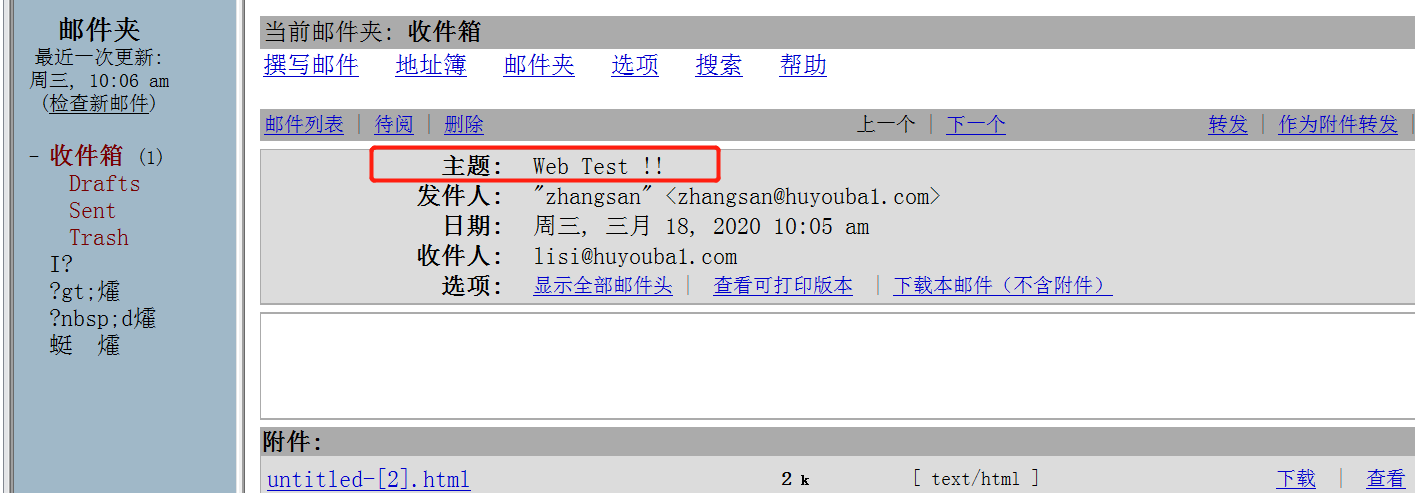 邮件夹
最近一次更新:
周三, 10:06 am
(检查新邮件)
- 收件箱 (1)
Drafts
Sent
Trash
I?
?gt;爟
?nbsp;d爟
蜓 爟
当前邮件夹: 收件箱
撰写邮件 地址簿 邮件夹 选项 搜索 帮助
邮件列表 | 待阅 | 删除 上一个 | 下一个 转发 | 作为附件转发 |
主题: Web Test !!
发件人: "zhangsan" <zhangsan@huyouba1.com>
日期: 周三, 三月 18, 2020 10:05 am
收件人: lisi@huyouba1.com
选项: 显示全部邮件头 | 查看可打印版本 | 下载本邮件（不含附件）
附件:
untitled-[2].html 2 k [ text/html ] 下载 | 查看